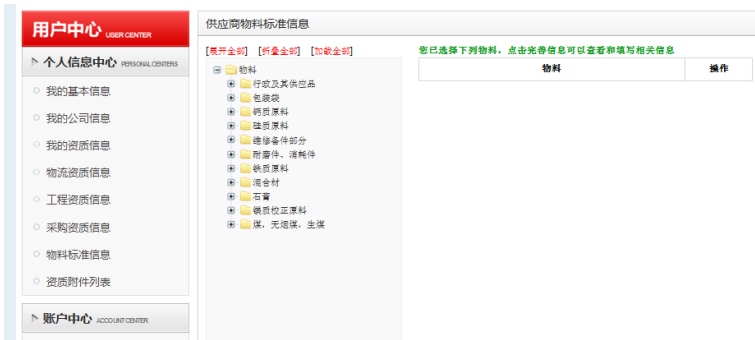 用户中心 USER CENTER
个人信息中心 PERSONAL CENTERS
我的基本信息
我的公司信息
我的资质信息
物流资质信息
工程资质信息
采购资质信息
物料标准信息
资质附件列表
账户中心 ACCOUNT CENTER
供应商物料标准信息
[展开全部] [折叠全部] [加载全部]
物料
行政及其供应品
包装袋
钙质原料
硅质原料
维修备件部分
耐磨件、消耗件
铁质原料
混合材
石膏
镁质校正原料
煤，无烟煤，生煤
您已选择下列物料，点击完善信息可以查看和填写相关信息
物料 操作